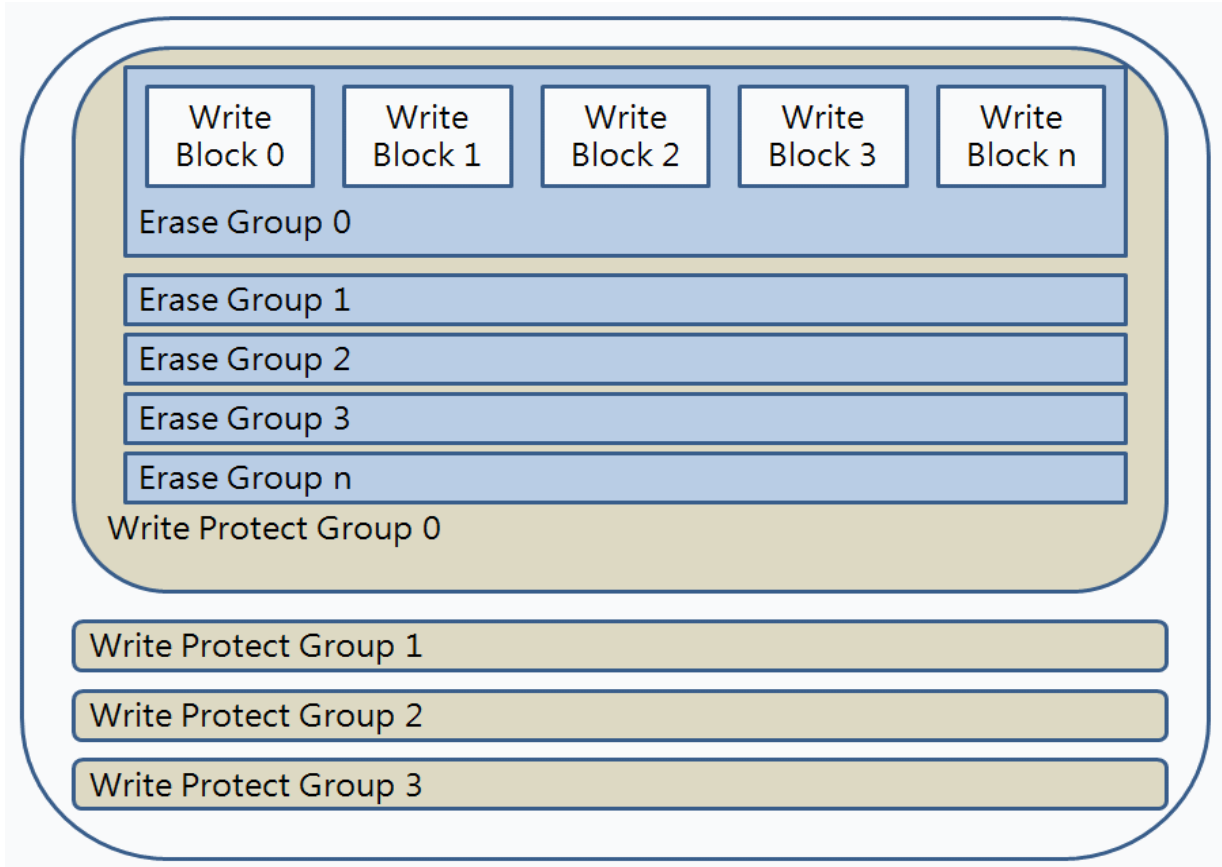 Write
Block 0
Write
Block 1
Write
Block 2
Write
Block 3
Write
Block n
Erase Group 0
Erase Group 1
Erase Group 2
Erase Group 3
Erase Group n
Write Protect Group 0
Write Protect Group 1
Write Protect Group 2
Write Protect Group 3